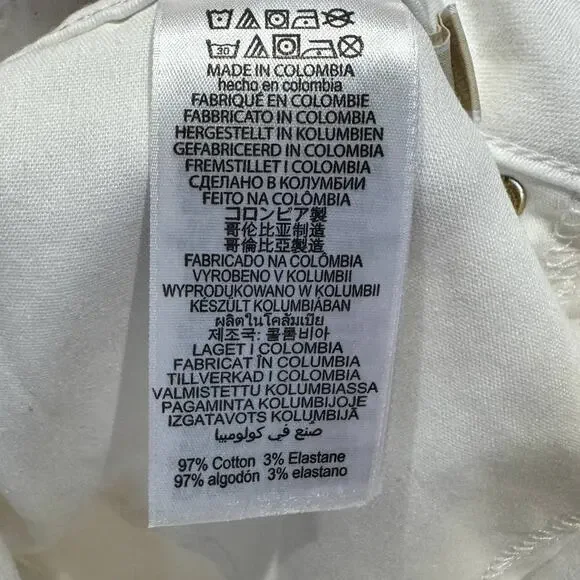 30
MADE IN COLOMBIA
hecho en colombia
FABRIQUÉ EN COLOMBIE
FABBRICATO IN COLOMBIA
HERGESTELLT IN KOLUMBIEN
GEFABRICEERD IN COLOMBIA
FREMSTILLET I COLOMBIA
СДЕЛАНО В КОЛУМБИИ
FEITO NA COLÔMBIA
コロンビア製
哥伦比亚制造
哥倫比亞製造
FABRICADO NA COLÔMBIA
VYROBENO V KOLUMBII
WYPRODUKOWANO W KOLUMBII
KÉSZÜLT KOLUMBIÁBAN
ผลิตในโคลัมเบีย
제조국: 콜롬비아
LAGET I COLOMBIA
FABRICAT ÎN COLUMBIA
TILLVERKAD I COLOMBIA
VALMISTETTU KOLUMBIASSA
PAGAMINTA KOLUMBIJOJE
IZGATAVOTS KOLUMBIJĀ
صنع في كولومبيا
97% Cotton 3% Elastane
97% algodón 3% elastano